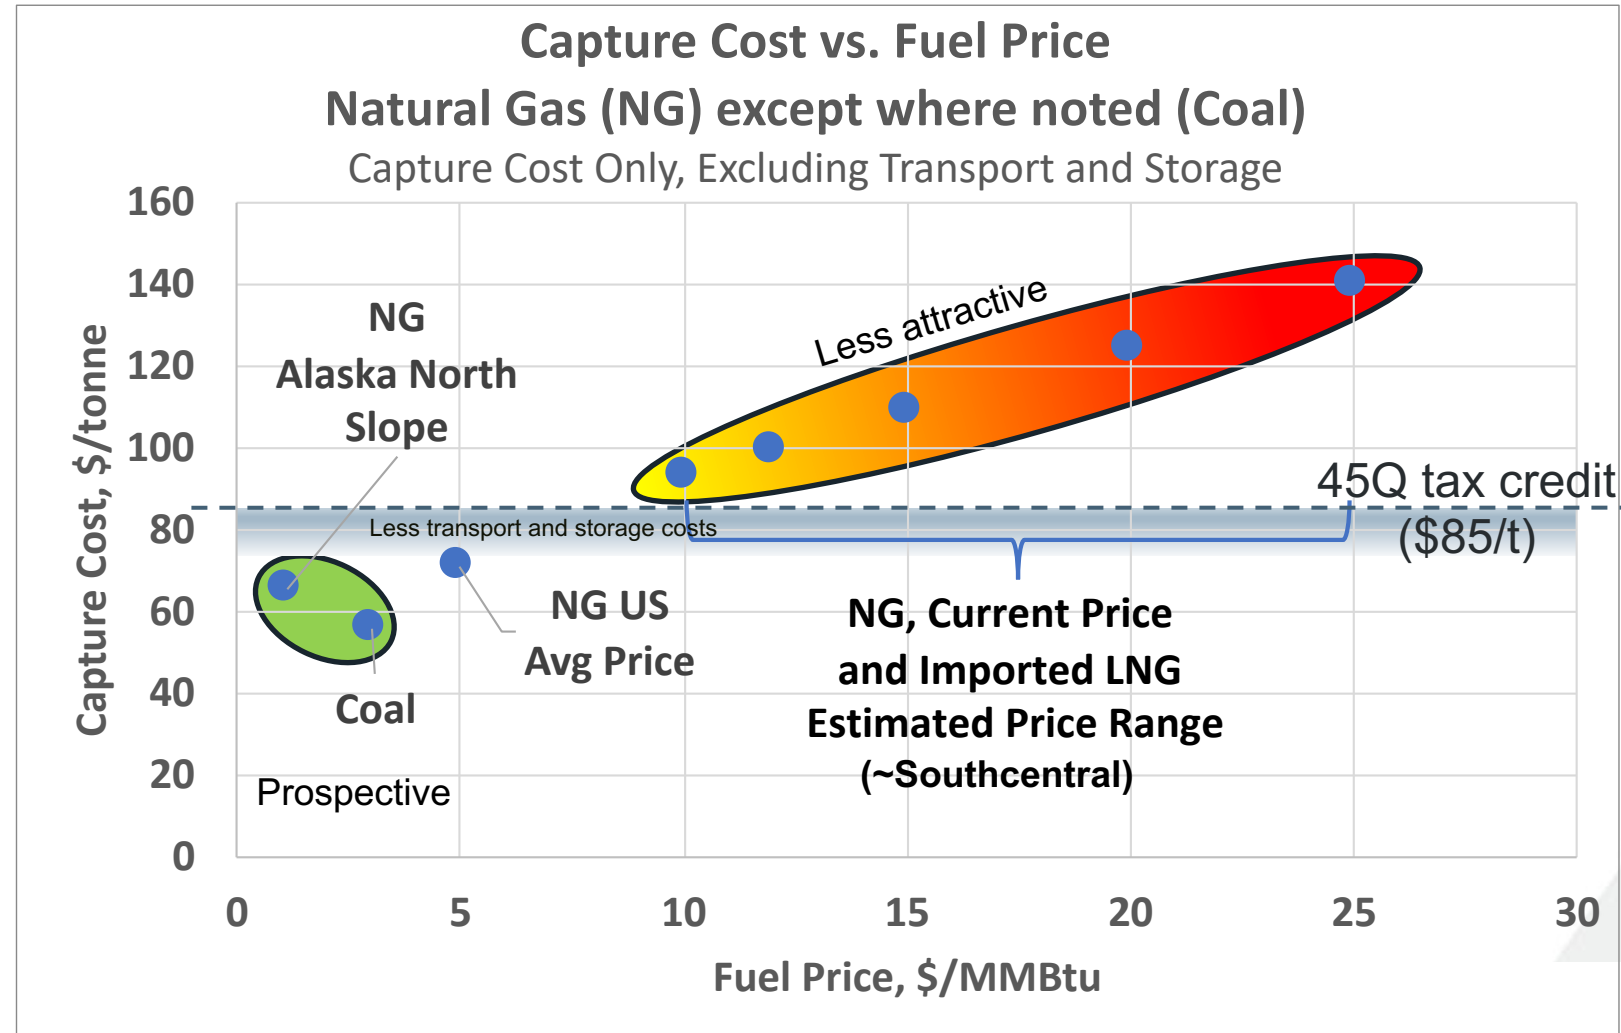 Capture Cost vs. Fuel Price
Natural Gas (NG) except where noted (Coal)
Capture Cost Only, Excluding Transport and Storage
Capture Cost, $/tonne
160
140
120
100
80
60
40
20
0
NG
Alaska North
Slope
Less attractive
45Q tax credit
($85/t)
Less transport and storage costs
NG US
Avg Price
Coal
NG, Current Price
and Imported LNG
Estimated Price Range
(~Southcentral)
Prospective
0 5 10 15 20 25 30
Fuel Price, $/MMBtu